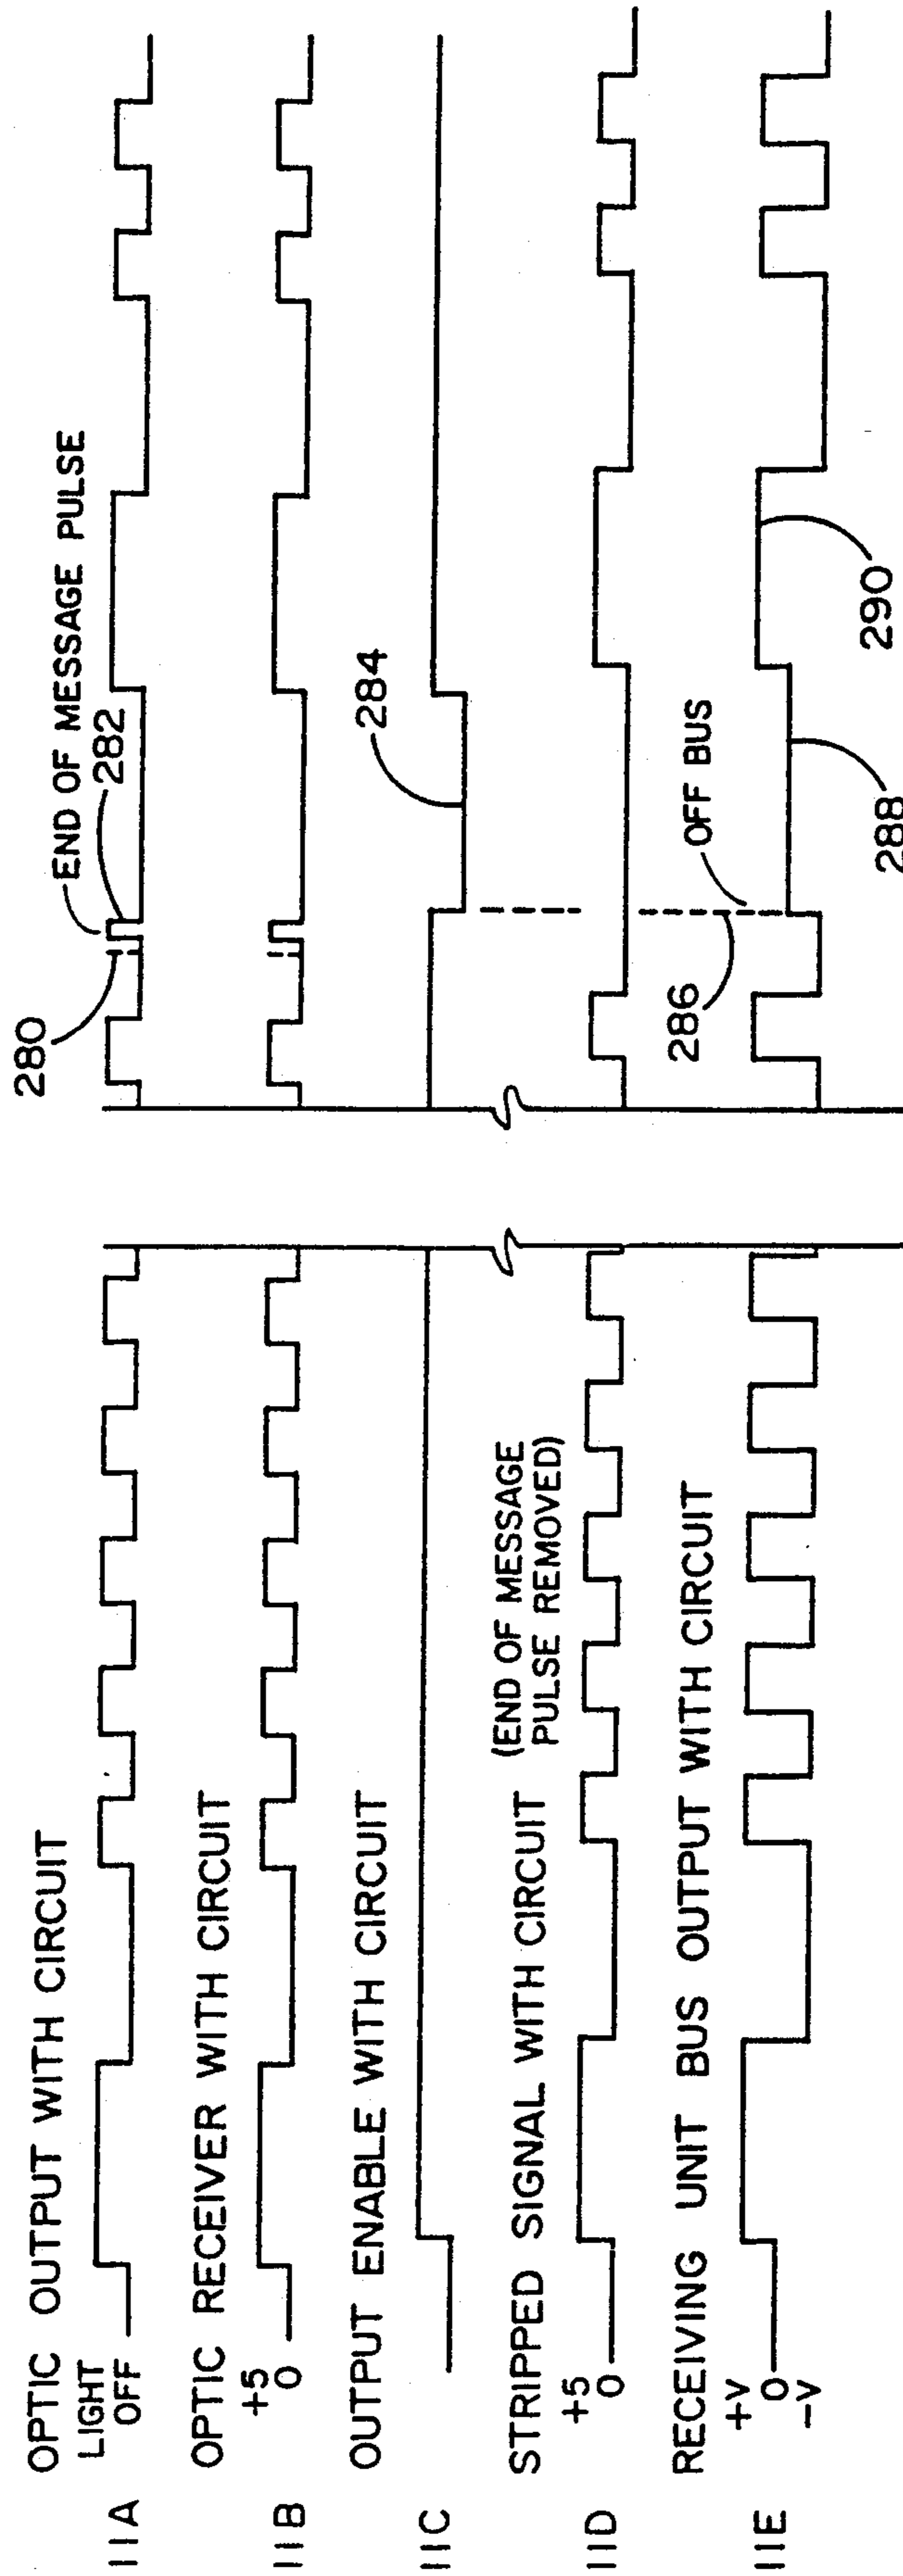 11A
OPTIC OUTPUT WITH CIRCUIT
LIGHT
OFF
280
END OF MESSAGE PULSE
282
11B
OPTIC RECEIVER WITH CIRCUIT
+5
0
11C
OUTPUT ENABLE WITH CIRCUIT
284
11D
STRIPPED SIGNAL WITH CIRCUIT
(END OF MESSAGE
PULSE REMOVED)
+5
0
11E
RECEIVING UNIT BUS OUTPUT WITH CIRCUIT
+V
0
-V
286
OFF BUS
288
290